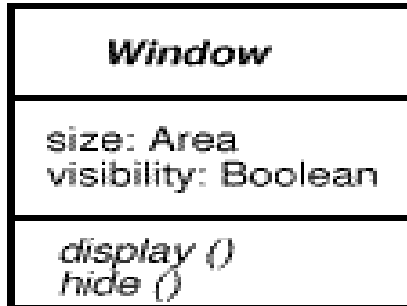 Window
size: Area
visibility: Boolean
display ()
hide ()